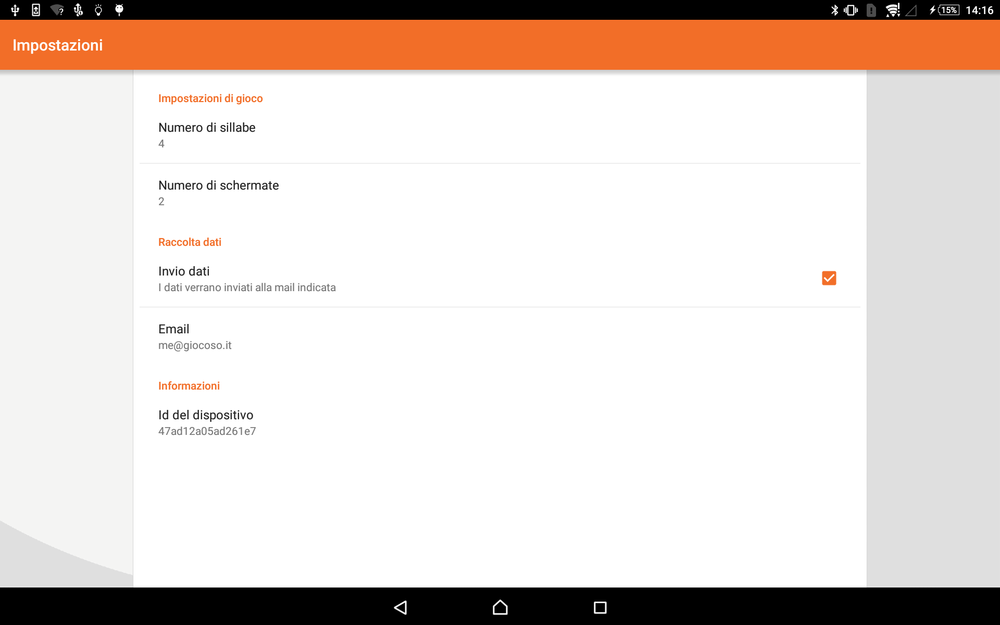 15%
14:16
Impostazioni
Impostazioni di gioco
Numero di sillabe
4
Numero di schermate
2
Raccolta dati
Invio dati
I dati verrano inviati alla mail indicata
Email
me@giocoso.it
Informazioni
Id del dispositivo
47ad12a05ad261e7